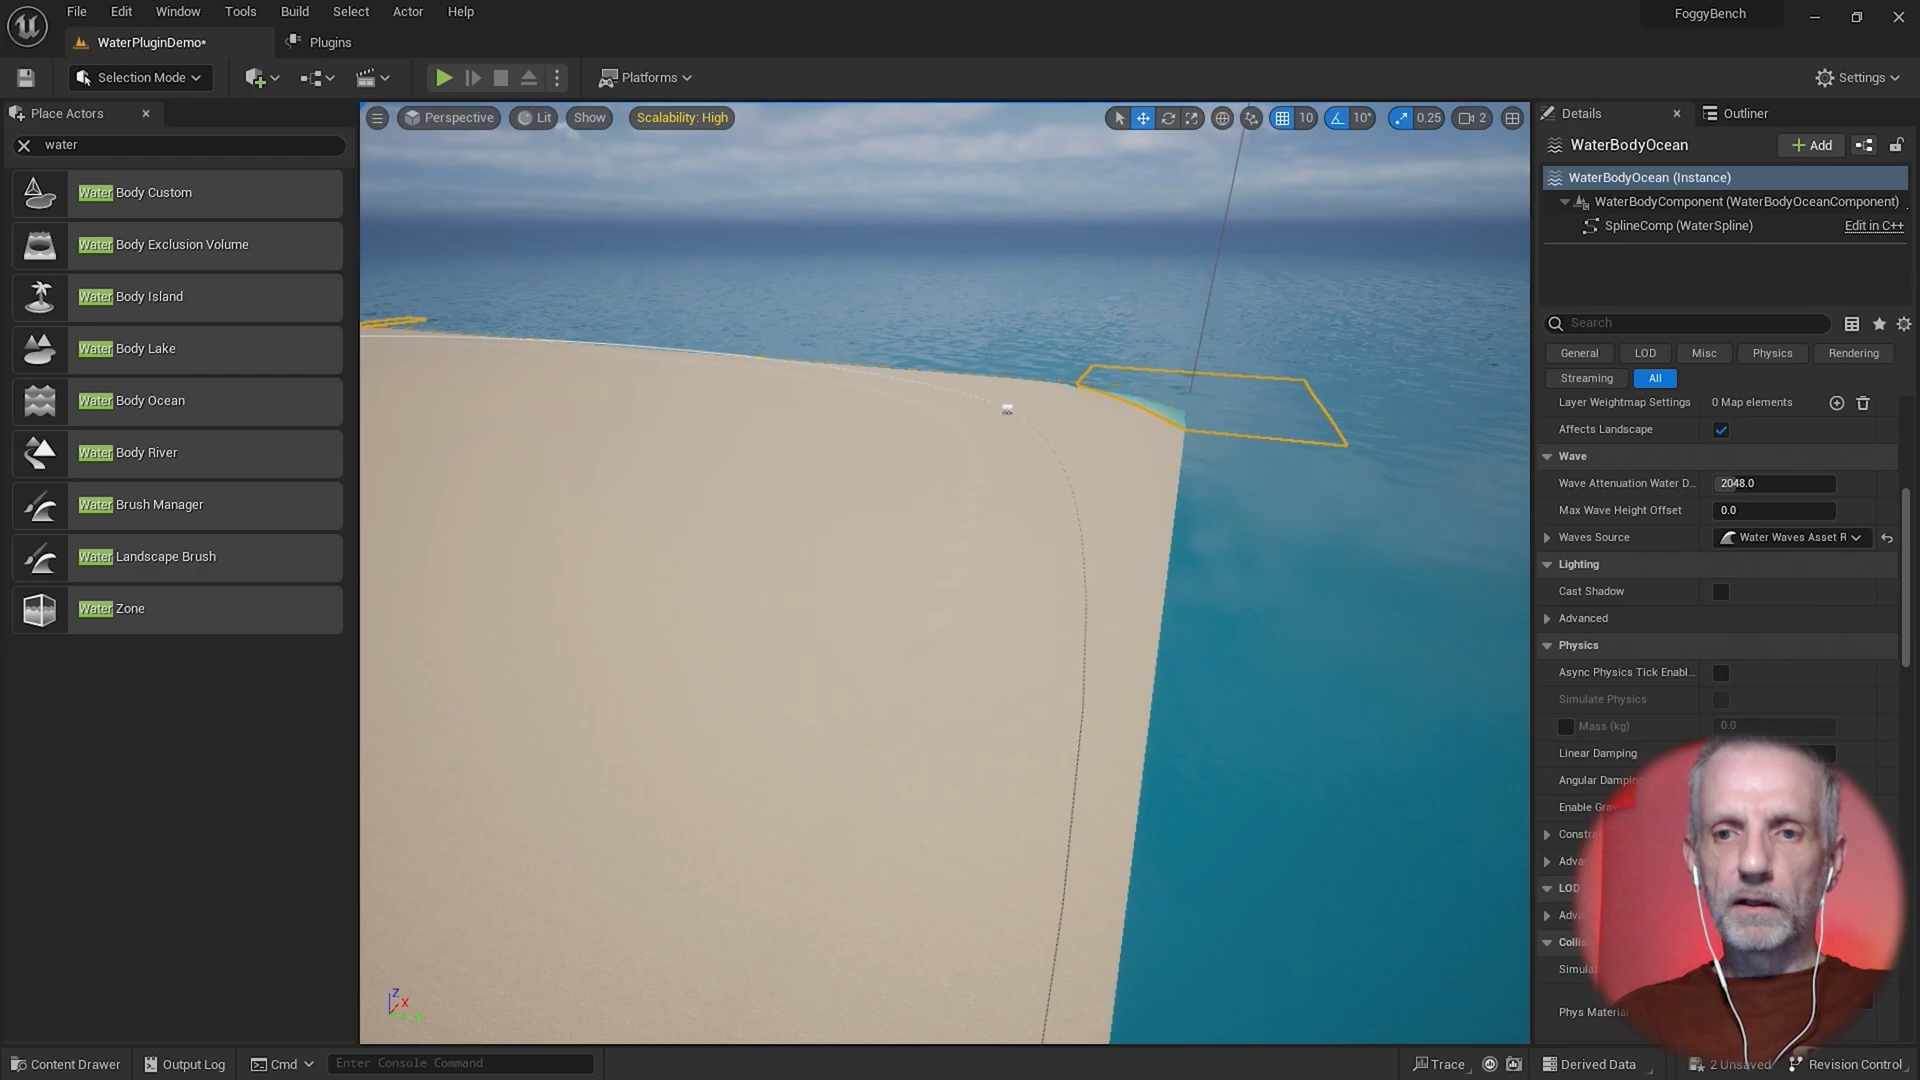 File Edit Window Tools Build Select Actor Help
FoggyBench
WaterPluginDemo*
Plugins
Selection Mode
Platforms
Settings
Place Actors
water
Water Body Custom
Water Body Exclusion Volume
Water Body Island
Water Body Lake
Water Body Ocean
Water Body River
Water Brush Manager
Water Landscape Brush
Water Zone
Perspective
Lit
Show
Scalability: High
10
10°
0.25
2
Z
X
Details
Outliner
WaterBodyOcean
Add
WaterBodyOcean (Instance)
WaterBodyComponent (WaterBodyOceanComponent)
SplineComp (WaterSpline)
Edit in C++
Search
General
LOD
Misc
Physics
Rendering
Streaming
All
Layer Weightmap Settings
0 Map elements
Affects Landscape
Wave
Wave Attenuation Water D...
2048.0
Max Wave Height Offset
0.0
Waves Source
Water Waves Asset R
Lighting
Cast Shadow
Advanced
Physics
Async Physics Tick Enabl...
Simulate Physics
Mass (kg)
0.0
Linear Damping
Angular Dampin
Enable Gra
Constra
Adva
LOD
Adva
Collisi
Simula
Phys Material
Content Drawer
Output Log
Cmd
Enter Console Command
Trace
Derived Data
2 Unsaved
Revision Control